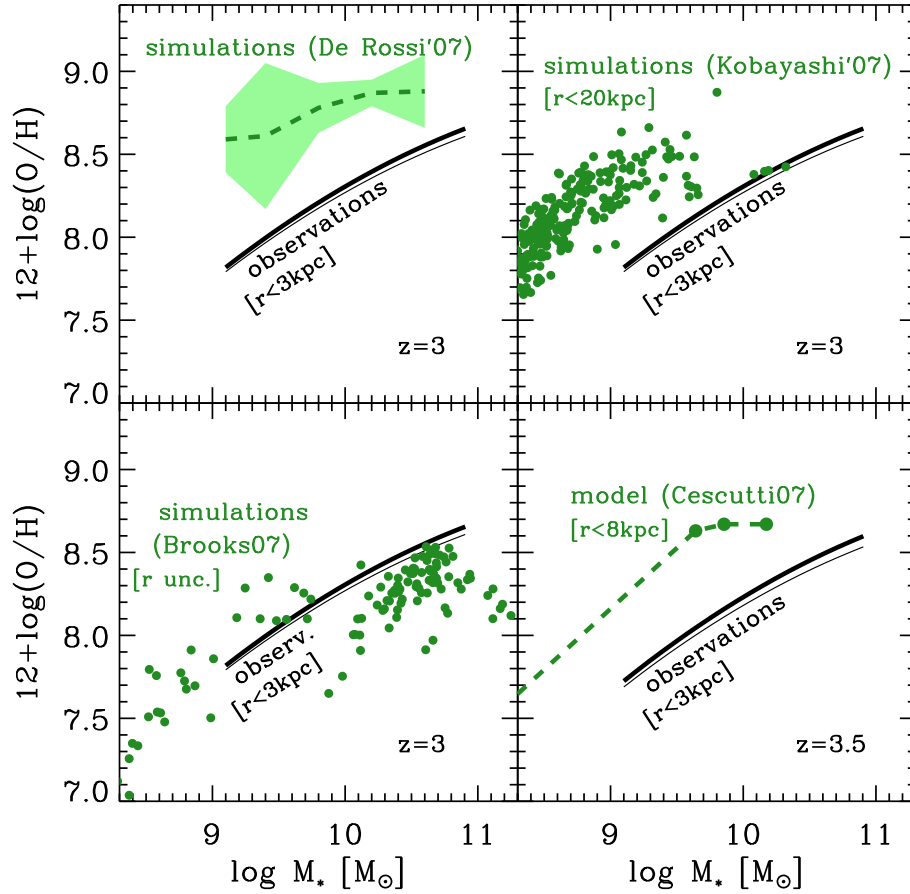 simulations (De Rossi'07)
observations
[r<3kpc]
z=3
simulations (Kobayashi'07)
[r<20kpc]
observations
[r<3kpc]
z=3
12+log(O/H)
9.0
8.5
8.0
7.5
7.0
simulations
(Brooks07)
[r unc.]
observ.
[r<3kpc]
z=3
model (Cescutti07)
[r<8kpc]
observations
[r<3kpc]
z=3.5
12+log(O/H)
9.0
8.5
8.0
7.5
7.0
9 10 11
9 10 11
log M* [M⊙]
log M* [M⊙]